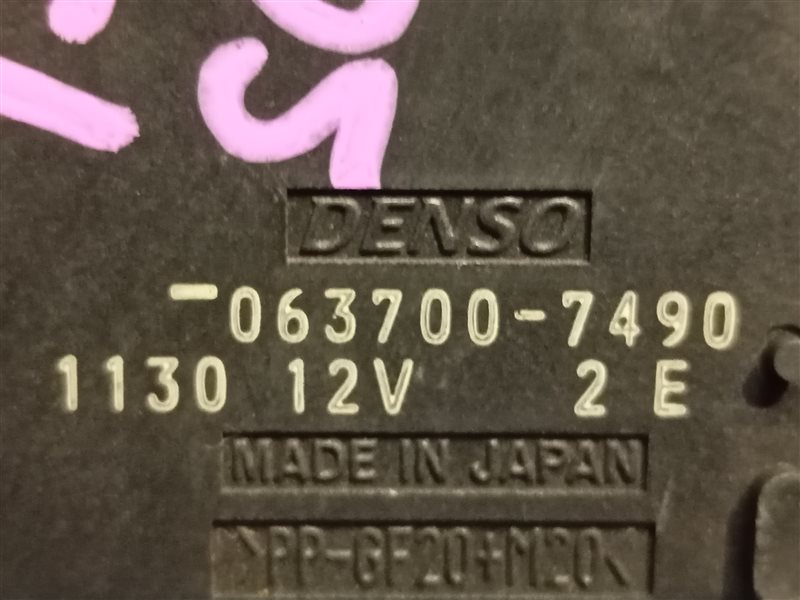 DENSO
-063700-7490
1130 12V 2 E
MADE IN JAPAN
>PP-GF20+M20<